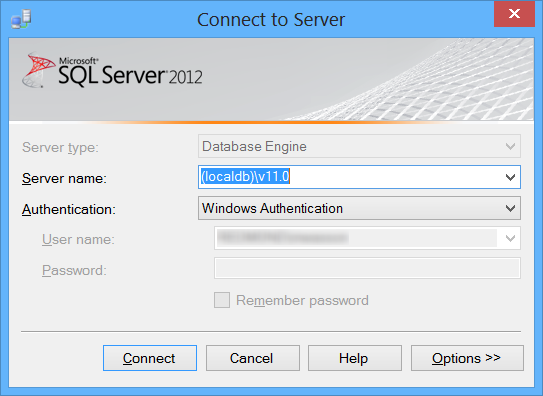 Connect to Server
Microsoft®
SQL Server® 2012
Server type: Database Engine
Server name: (localdb)\v11.0
Authentication: Windows Authentication
User name:
Password:
Remember password
Connect Cancel Help Options >>